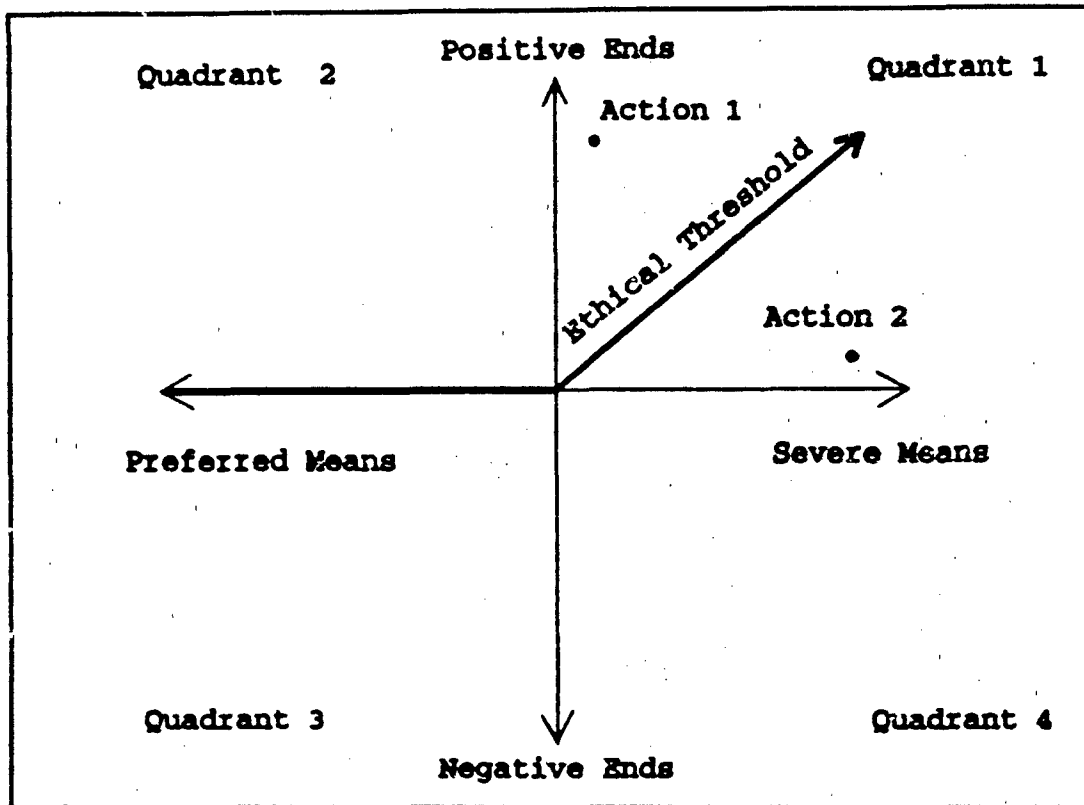 Positive Ends
Quadrant 2
Quadrant 1
Action 1
Ethical Threshold
Action 2
Preferred Means
Severe Means
Quadrant 3
Quadrant 4
Negative Ends